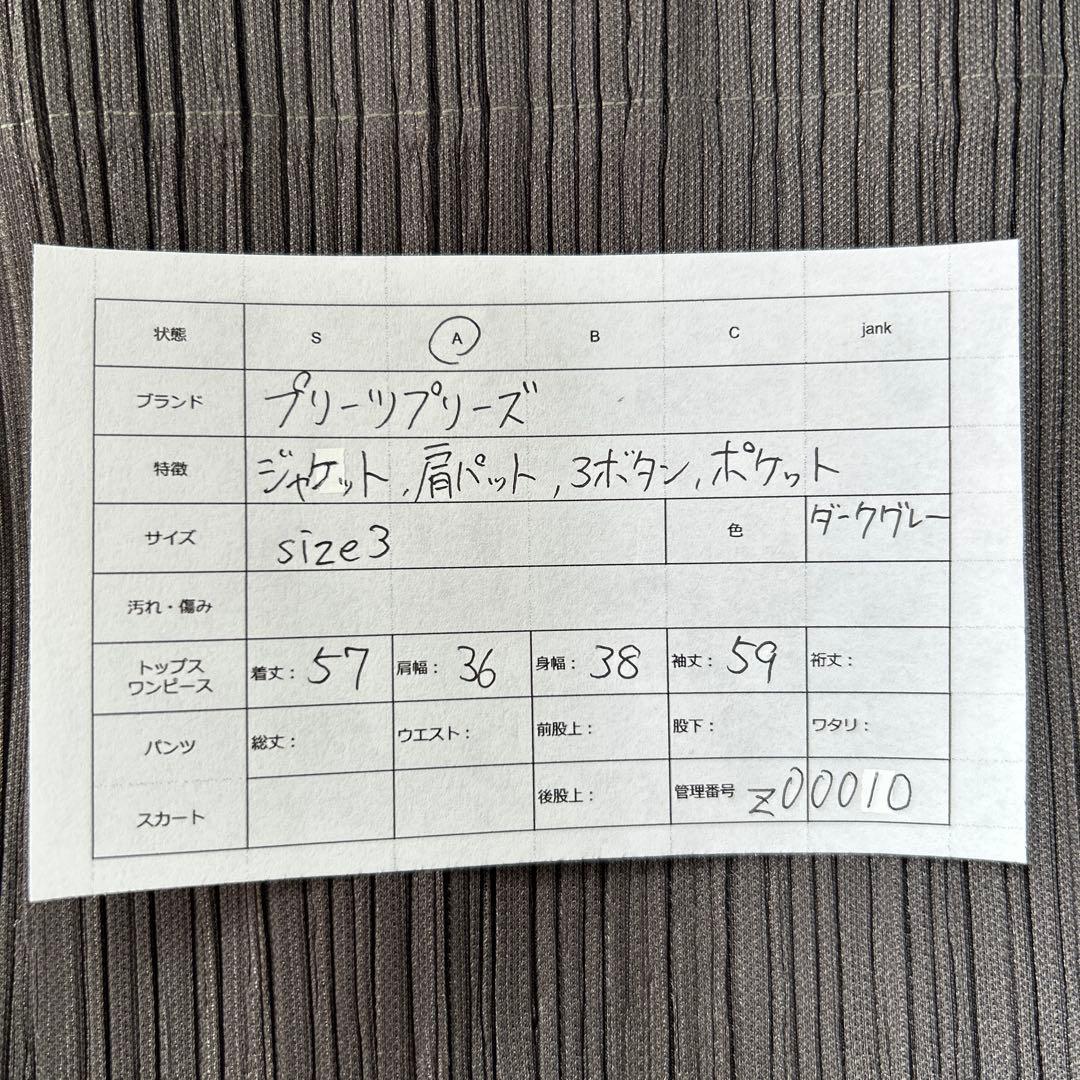 状態 S A B C jank
ブランド プリーツプリーズ
特徴 ジャケット,肩パット,3ボタン,ポケット
サイズ size3 色 ダークグレー
汚れ・傷み
トップス
ワンピース 着丈: 57 肩幅: 36 身幅: 38 袖丈: 59 裄丈:
パンツ 総丈: ウエスト: 前股上: 股下: ワタリ:
スカート 後股上: 管理番号 z00010